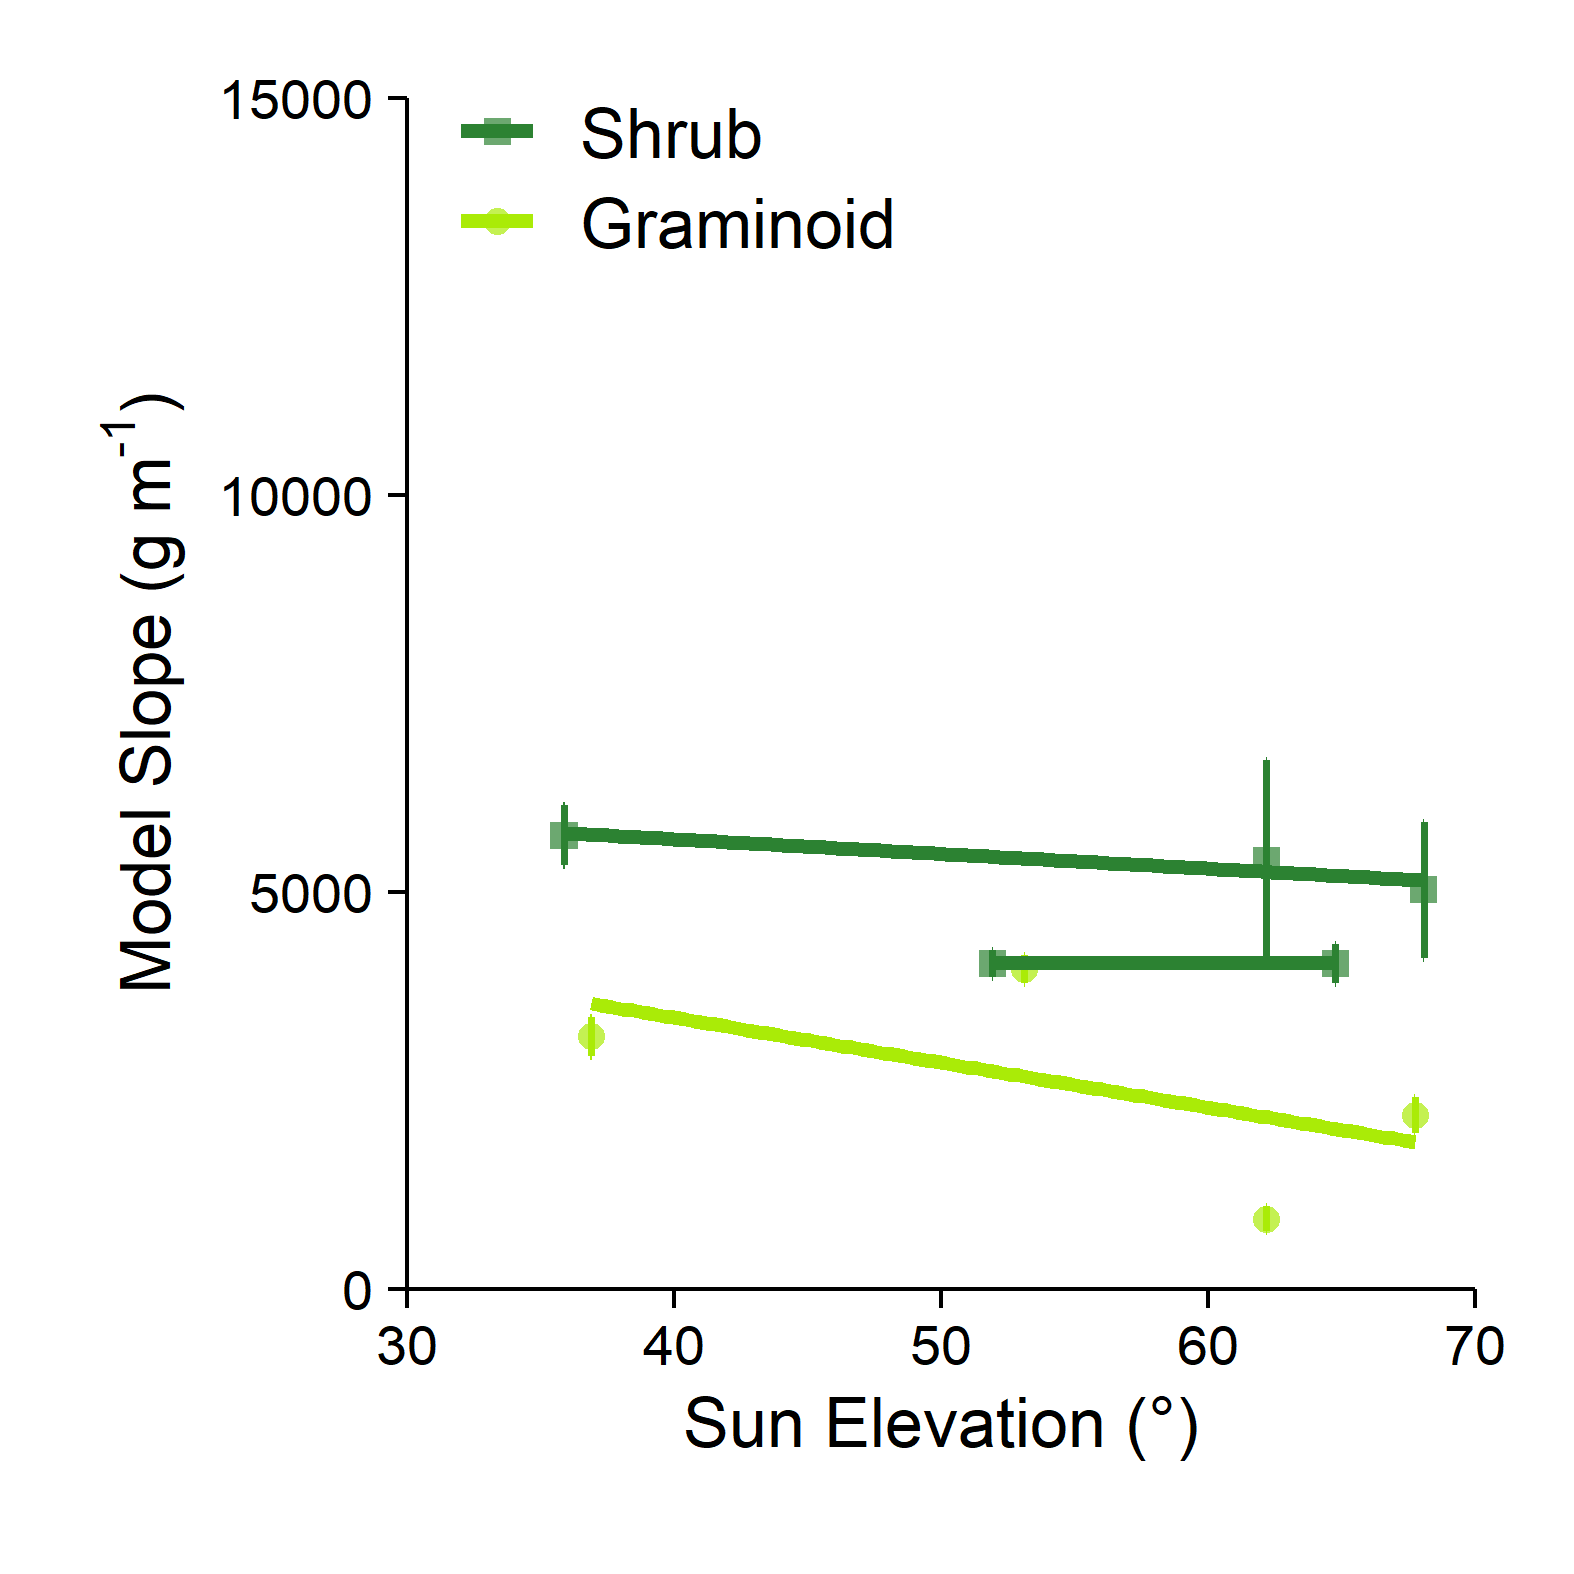 15000
10000
5000
0
Model Slope (g m⁻¹)
Shrub
Graminoid
30 40 50 60 70
Sun Elevation (°)